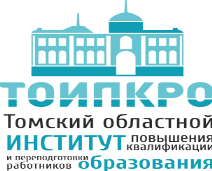 ТОИПКРО
Томский областной
ИНСТИТУТ повышения квалификации
и переподготовки работников образования